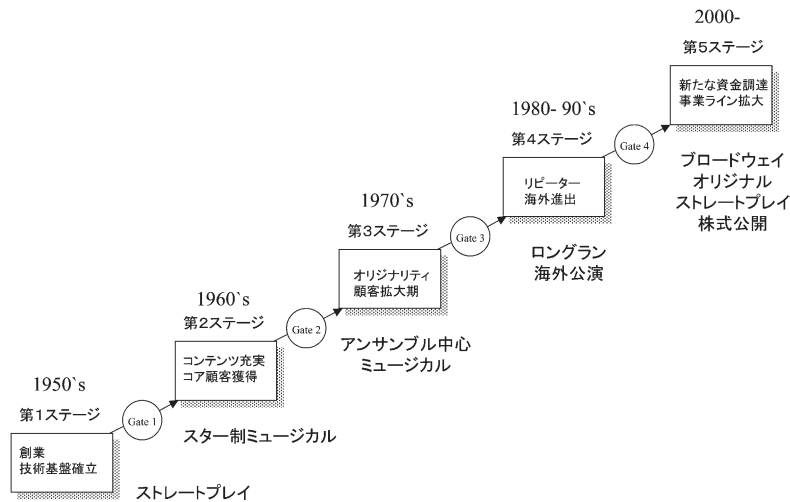 1950`s
第1ステージ
創業
技術基盤確立
ストレートプレイ
Gate 1
1960`s
第2ステージ
コンテンツ充実
コア顧客獲得
スター制ミュージカル
Gate 2
1970`s
第3ステージ
オリジナリティ
顧客拡大期
アンサンブル中心
ミュージカル
Gate 3
1980- 90`s
第4ステージ
リピーター
海外進出
ロングラン
海外公演
Gate 4
2000-
第5ステージ
新たな資金調達
事業ライン拡大
ブロードウェイ
オリジナル
ストレートプレイ
株式公開